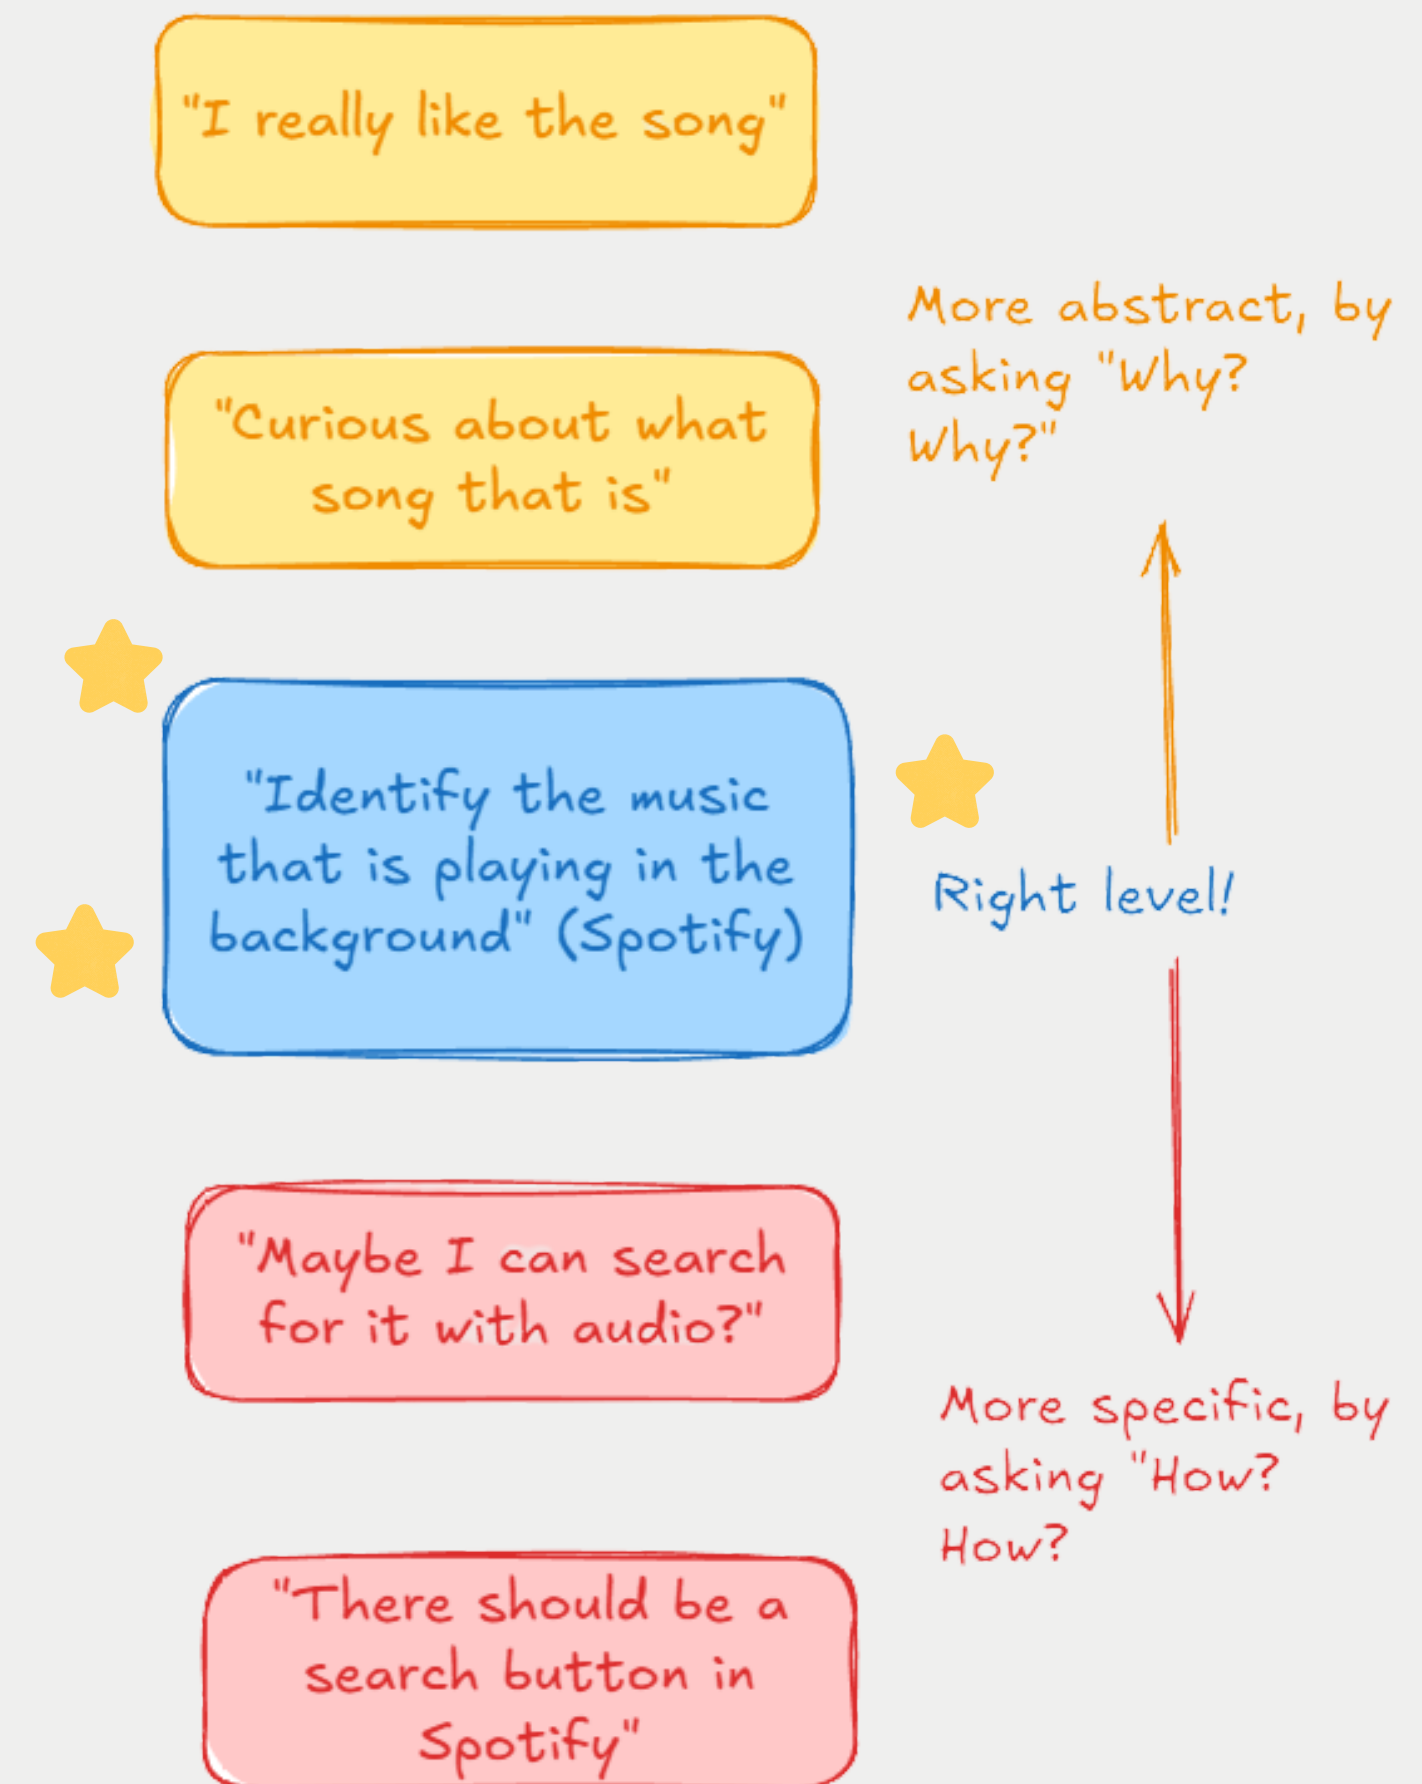 "I really like the song"
More abstract, by
asking "Why?
Why?"
"Curious about what
song that is"
"Identify the music
that is playing in the
background" (Spotify)
Right level!
"Maybe I can search
for it with audio?"
More specific, by
asking "How?
How?
"There should be a
search button in
Spotify"